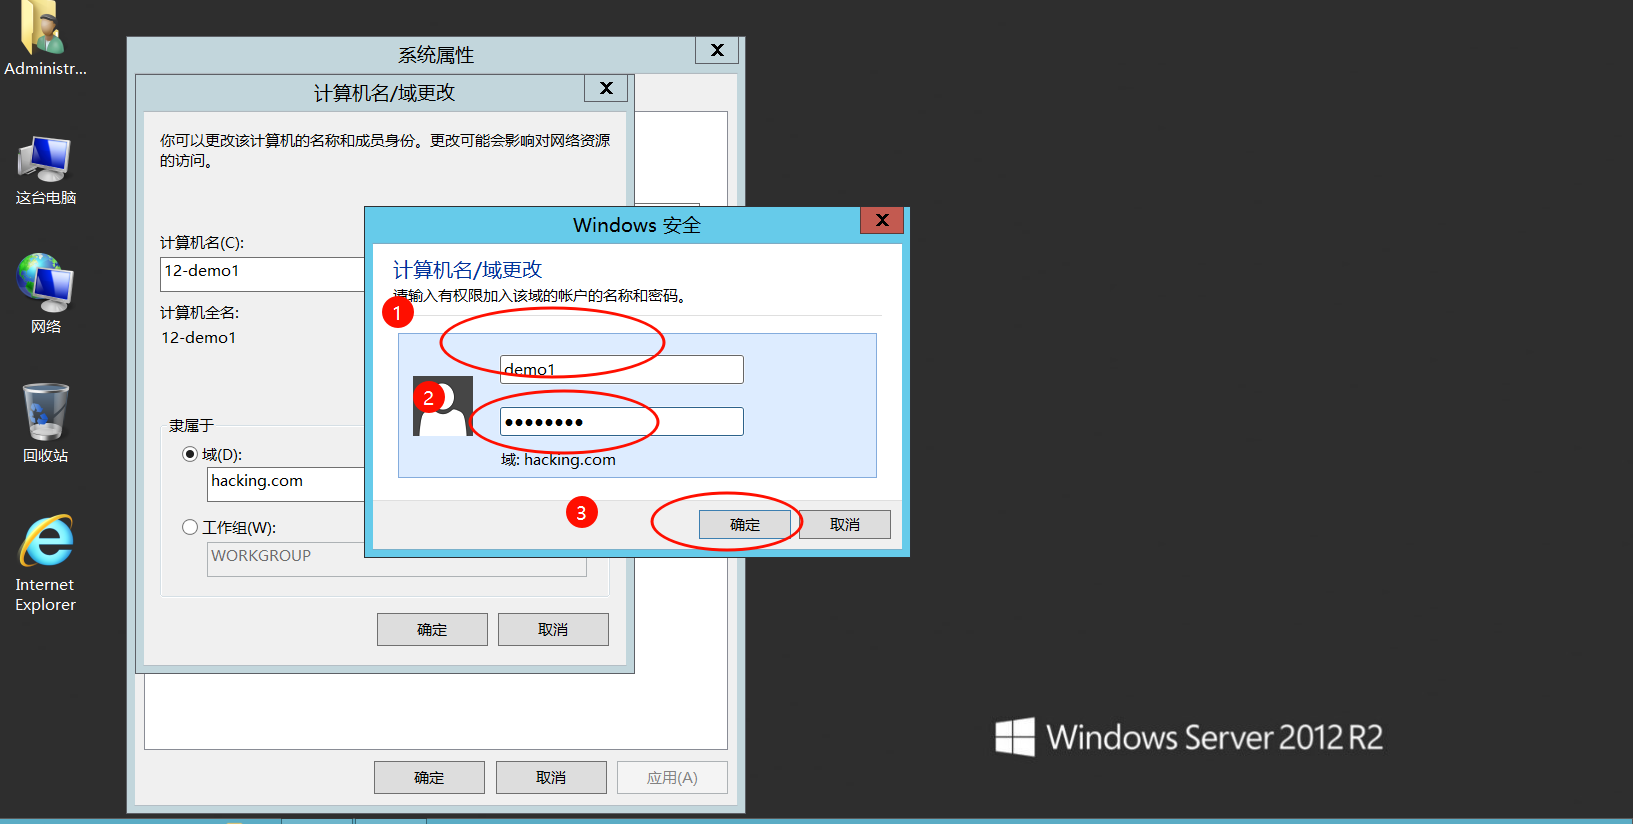 Administr...
这台电脑
网络
回收站
Internet
Explorer
系统属性
X
计算机名/域更改
X
你可以更改该计算机的名称和成员身份。更改可能会影响对网络资源
的访问。
计算机名(C):
12-demo1
计算机全名:
12-demo1
隶属于
域(D):
hacking.com
工作组(W):
WORKGROUP
确定
取消
确定
取消
应用(A)
Windows 安全
X
计算机名/域更改
请输入有权限加入该域的帐户的名称和密码。
1
demo1
2
域: hacking.com
3
确定
取消
Windows Server 2012 R2